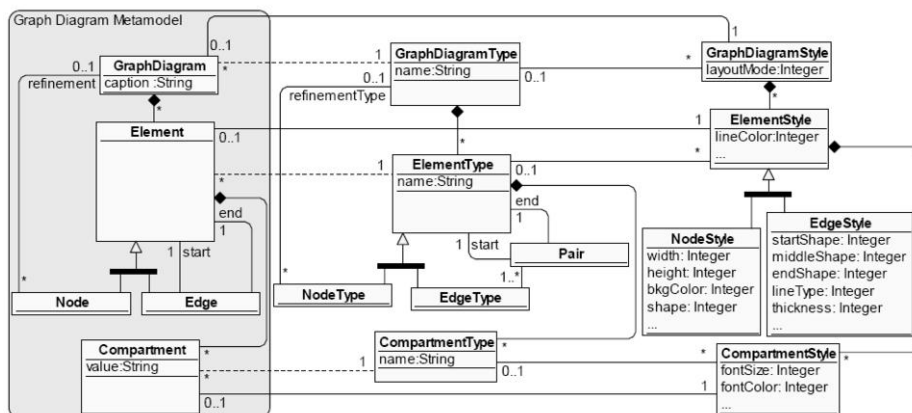 Graph Diagram Metamodel
0..1
1
0..1
GraphDiagram
caption :String
*
refinement
*
1
GraphDiagramType
name:String
0..1
refinementType
0..1
*
*
GraphDiagramStyle
layoutMode:Integer
*
Element
0..1
1
ElementStyle
lineColor:Integer
...
*
*
1
ElementType
name:String
0..1
*
*
end
1
1
start
end
1
1
start
Pair
1..*
*
Node
Edge
*
NodeType
EdgeType
NodeStyle
width: Integer
height: Integer
bkgColor: Integer
shape: Integer
...
EdgeStyle
startShape: Integer
middleShape: Integer
endShape: Integer
lineType: Integer
thickness: Integer
...
Compartment
value:String
*
*
0..1
1
CompartmentType
name:String
*
0..1
*
1
CompartmentStyle
fontSize: Integer
fontColor: Integer
...
*